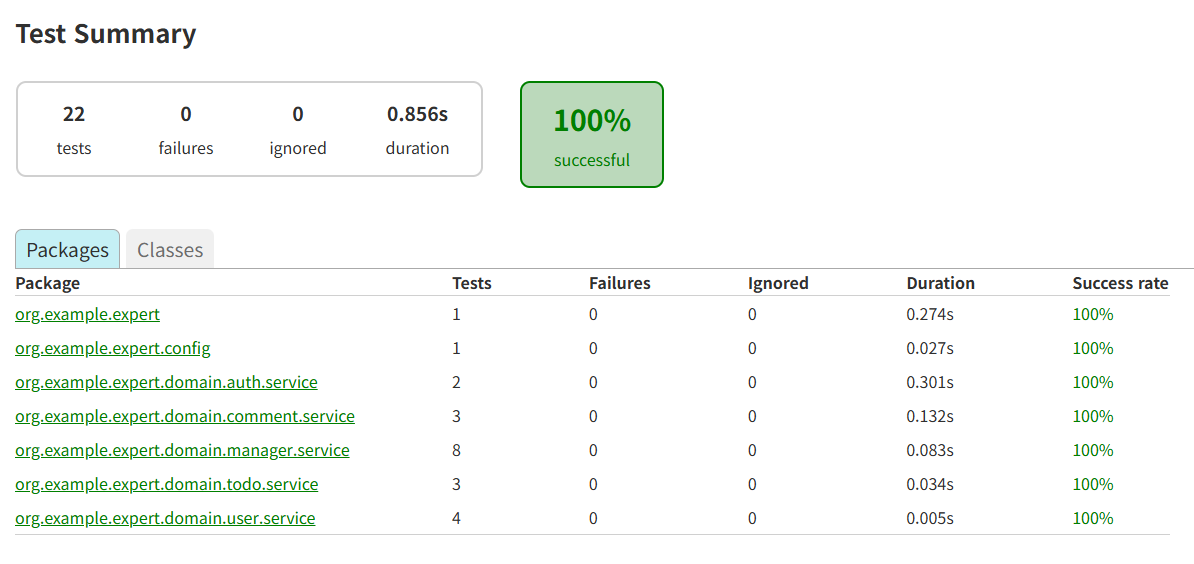 Test Summary
22 0 0 0.856s
tests failures ignored duration
100%
successful
Packages Classes
Package Tests Failures Ignored Duration Success rate
org.example.expert 1 0 0 0.274s 100%
org.example.expert.config 1 0 0 0.027s 100%
org.example.expert.domain.auth.service 2 0 0 0.301s 100%
org.example.expert.domain.comment.service 3 0 0 0.132s 100%
org.example.expert.domain.manager.service 8 0 0 0.083s 100%
org.example.expert.domain.todo.service 3 0 0 0.034s 100%
org.example.expert.domain.user.service 4 0 0 0.005s 100%